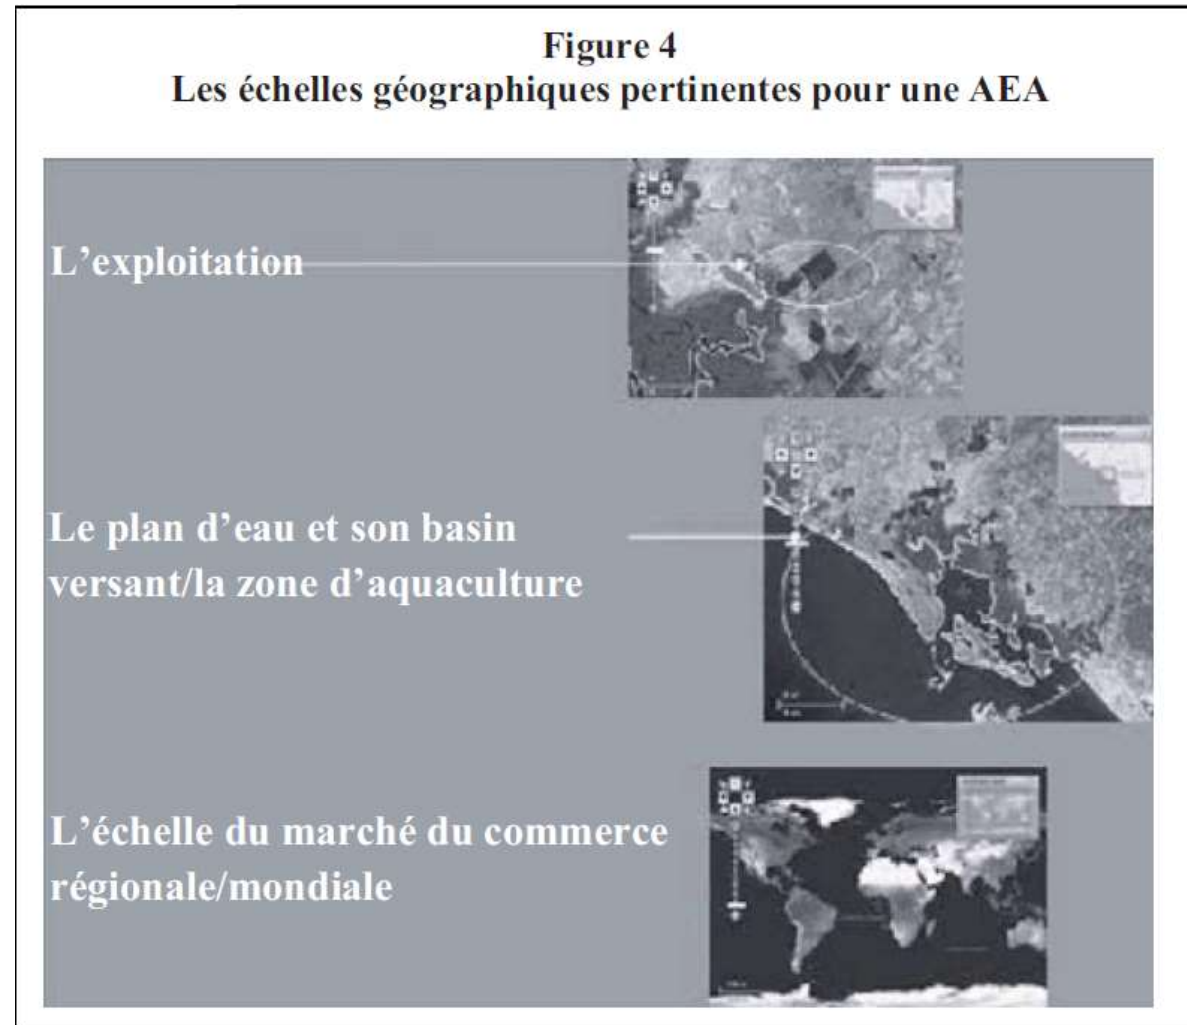 Figure 4
Les échelles géographiques pertinentes pour une AEA
L’exploitation
Le plan d’eau et son basin
versant/la zone d’aquaculture
L’échelle du marché du commerce
régionale/mondiale